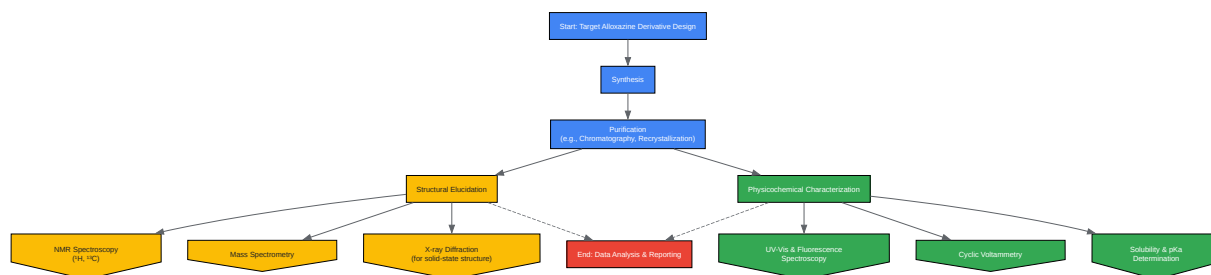 Start: Target Alloxazine Derivative Design
Synthesis
Purification
(e.g., Chromatography, Recrystallization)
Structural Elucidation
Physicochemical Characterization
NMR Spectroscopy
(¹H, ¹³C)
Mass Spectrometry
X-ray Diffraction
(for solid-state structure)
End: Data Analysis & Reporting
UV-Vis & Fluorescence
Spectroscopy
Cyclic Voltammetry
Solubility & pKa
Determination